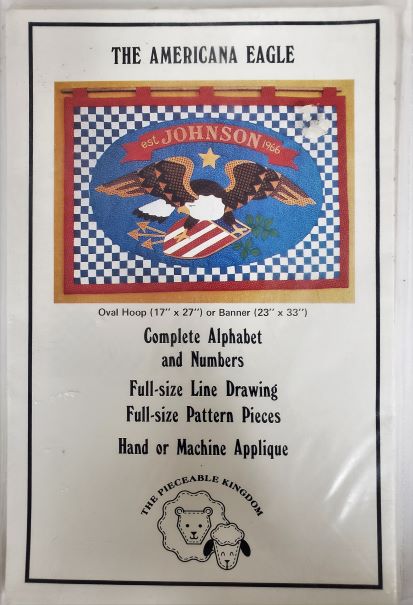 THE AMERICANA EAGLE
est. JOHNSON 1966
Oval Hoop (17" x 27") or Banner (23" x 33")
Complete Alphabet
and Numbers
Full-size Line Drawing
Full-size Pattern Pieces
Hand or Machine Applique
THE PIECEABLE KINGDOM